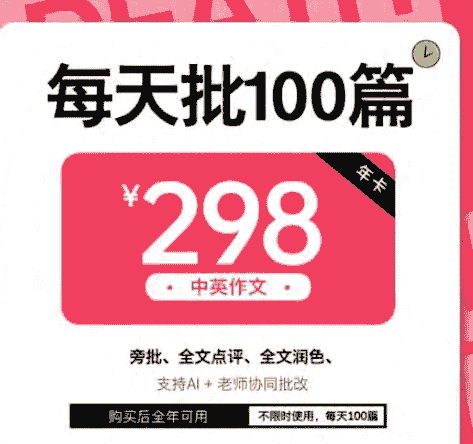 每天批100篇
年卡
¥298
· 中英作文 ·
旁批、全文点评、全文润色、
支持AI + 老师协同批改
购买后全年可用 不限时使用，每天100篇